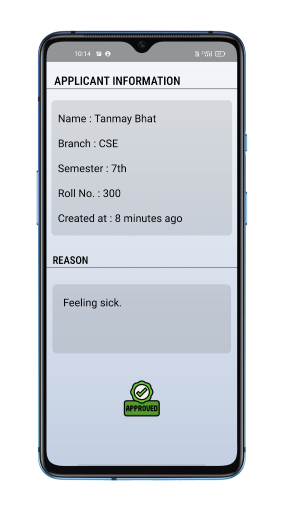 10:14
APPLICANT INFORMATION
Name : Tanmay Bhat
Branch : CSE
Semester : 7th
Roll No. : 300
Created at : 8 minutes ago
REASON
Feeling sick.
APPROVED